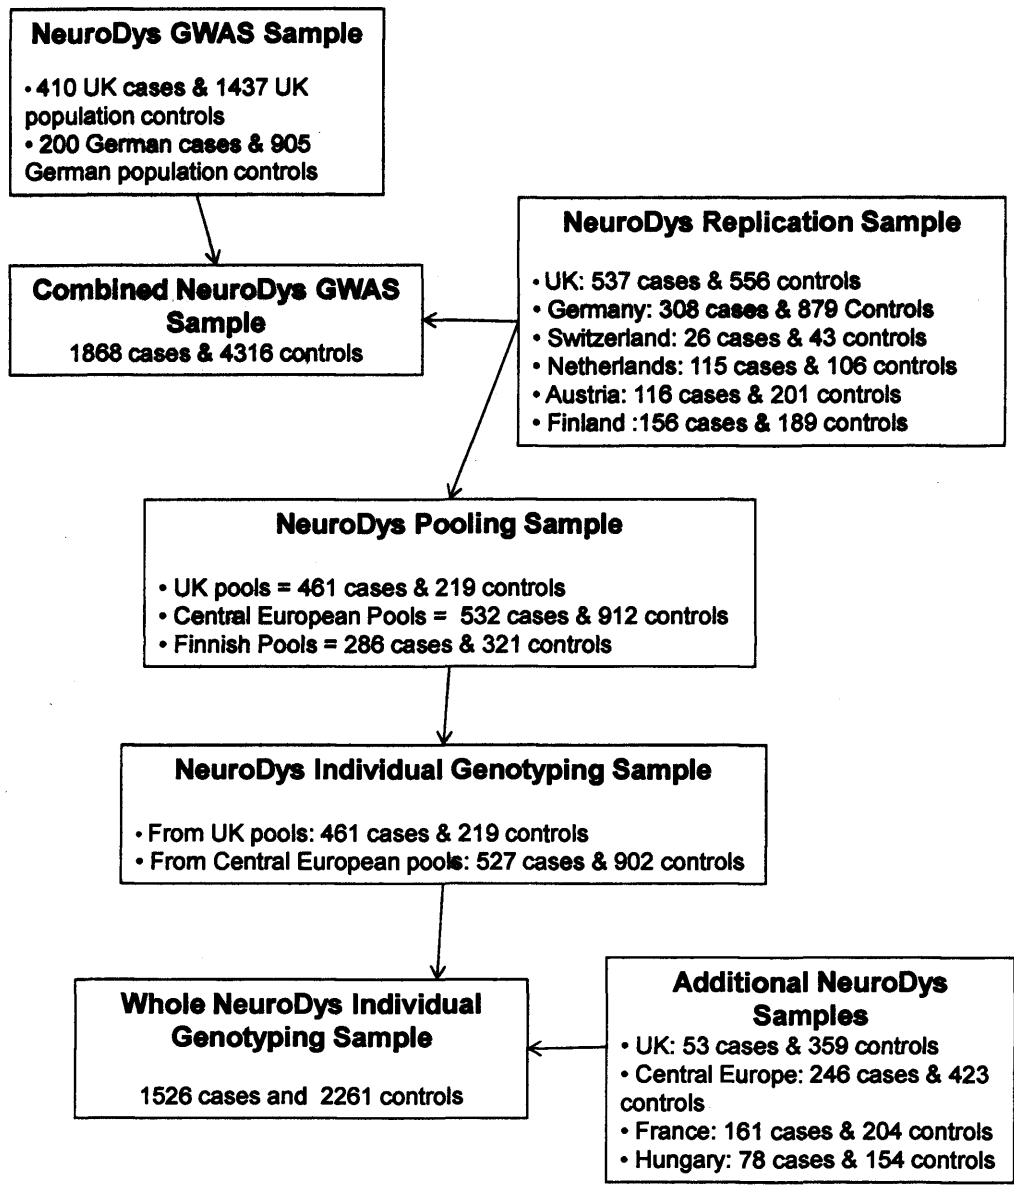 NeuroDys GWAS Sample
• 410 UK cases & 1437 UK
population controls
• 200 German cases & 905
German population controls
NeuroDys Replication Sample
• UK: 537 cases & 556 controls
• Germany: 308 cases & 879 Controls
• Switzerland: 26 cases & 43 controls
• Netherlands: 115 cases & 106 controls
• Austria: 116 cases & 201 controls
• Finland :156 cases & 189 controls
Combined NeuroDys GWAS
Sample
1868 cases & 4316 controls
NeuroDys Pooling Sample
• UK pools = 461 cases & 219 controls
• Central European Pools = 532 cases & 912 controls
• Finnish Pools = 286 cases & 321 controls
NeuroDys Individual Genotyping Sample
• From UK pools: 461 cases & 219 controls
• From Central European pools: 527 cases & 902 controls
Whole NeuroDys Individual
Genotyping Sample
1526 cases and 2261 controls
Additional NeuroDys
Samples
• UK: 53 cases & 359 controls
• Central Europe: 246 cases & 423
controls
• France: 161 cases & 204 controls
• Hungary: 78 cases & 154 controls